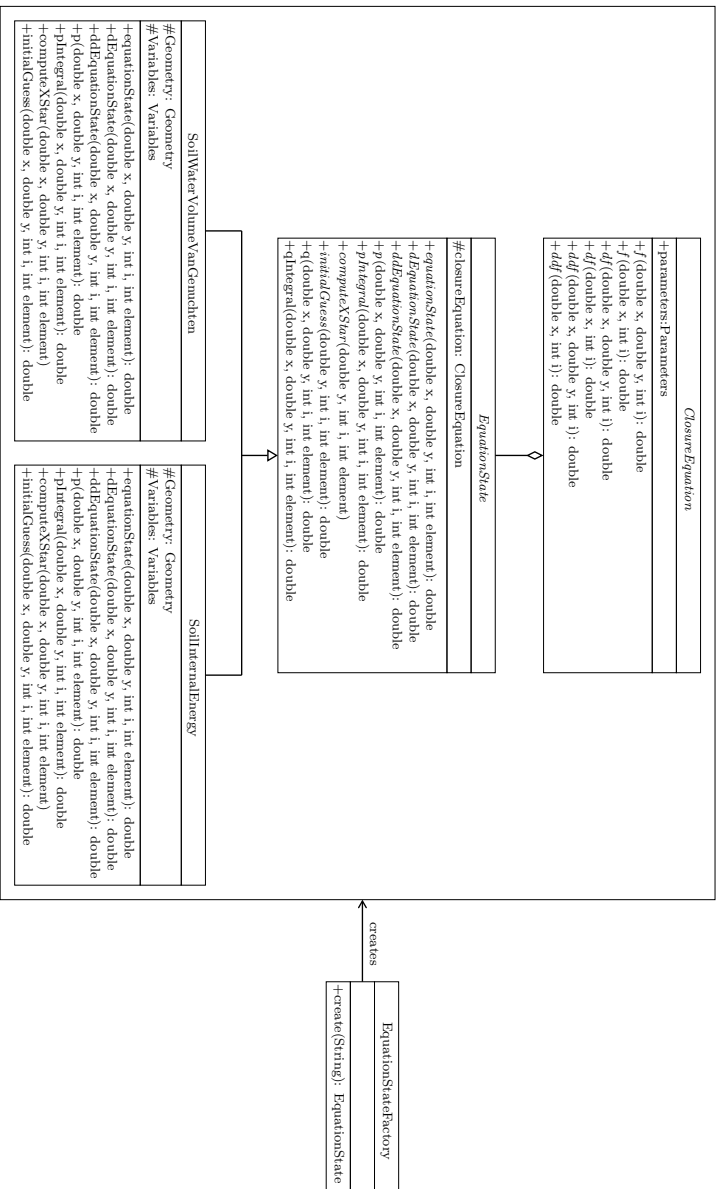 ClosureEquation
+parameters:Parameters
+f(double x, double y, int i): double
+f(double x, int i): double
+df(double x, double y, int i): double
+df(double x, int i): double
+ddf(double x, double y, int i): double
+ddf(double x, int i): double
EquationState
#closureEquation: ClosureEquation
+equationState(double x, double y, int i, int element): double
+dEquationState(double x, double y, int i, int element): double
+ddEquationState(double x, double y, int i, int element): double
+p(double x, double y, int i, int element): double
+pIntegral(double x, double y, int i, int element): double
+computeXStar(double y, int i, int element)
+initialGuess(double y, int i, int element): double
+q(double x, double y, int i, int element): double
+qIntegral(double x, double y, int i, int element): double
SoilWaterVolumeVanGenuchten
#Geometry: Geometry
#Variables: Variables
+equationState(double x, double y, int i, int element): double
+dEquationState(double x, double y, int i, int element): double
+ddEquationState(double x, double y, int i, int element): double
+p(double x, double y, int i, int element): double
+pIntegral(double x, double y, int i, int element): double
+computeXStar(double x, double y, int i, int element)
+initialGuess(double x, double y, int i, int element): double
SoilInternalEnergy
#Geometry: Geometry
#Variables: Variables
+equationState(double x, double y, int i, int element): double
+dEquationState(double x, double y, int i, int element): double
+ddEquationState(double x, double y, int i, int element): double
+p(double x, double y, int i, int element): double
+pIntegral(double x, double y, int i, int element): double
+computeXStar(double x, double y, int i, int element)
+initialGuess(double x, double y, int i, int element): double
creates
EquationStateFactory
+create(String): EquationState